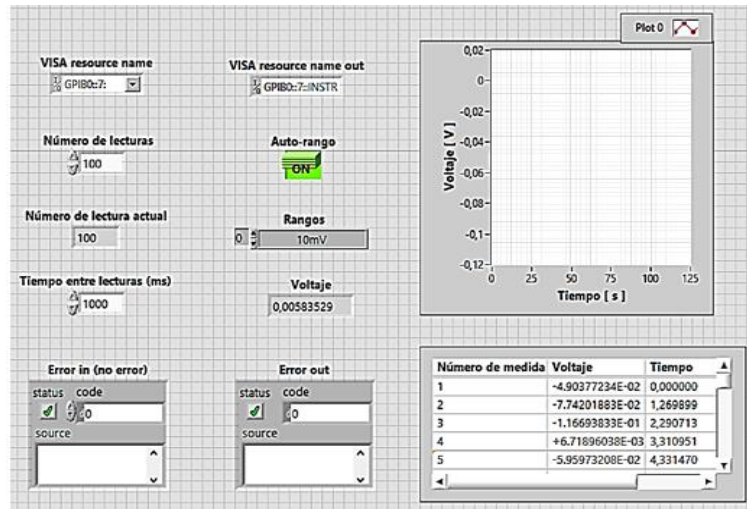 Plot 0
VISA resource name
GPIB0::7:
VISA resource name out
GPIB0::7::INSTR
Número de lecturas
100
Auto-rango
ON
Número de lectura actual
100
Rangos
0
10mV
Tiempo entre lecturas (ms)
1000
Voltaje
0,00583529
Error in (no error)
status code
0
source
Error out
status code
0
source
Voltaje [ V ]
0,02
0
-0,02
-0,04
-0,06
-0,08
-0,1
-0,12
0 25 50 75 100 125
Tiempo [ s ]
Número de medida Voltaje Tiempo
1 -4.90377234E-02 0,000000
2 -7.74201883E-02 1,269899
3 -1.16693833E-01 2,290713
4 +6.71896038E-03 3,310951
5 -5.95973208E-02 4,331470